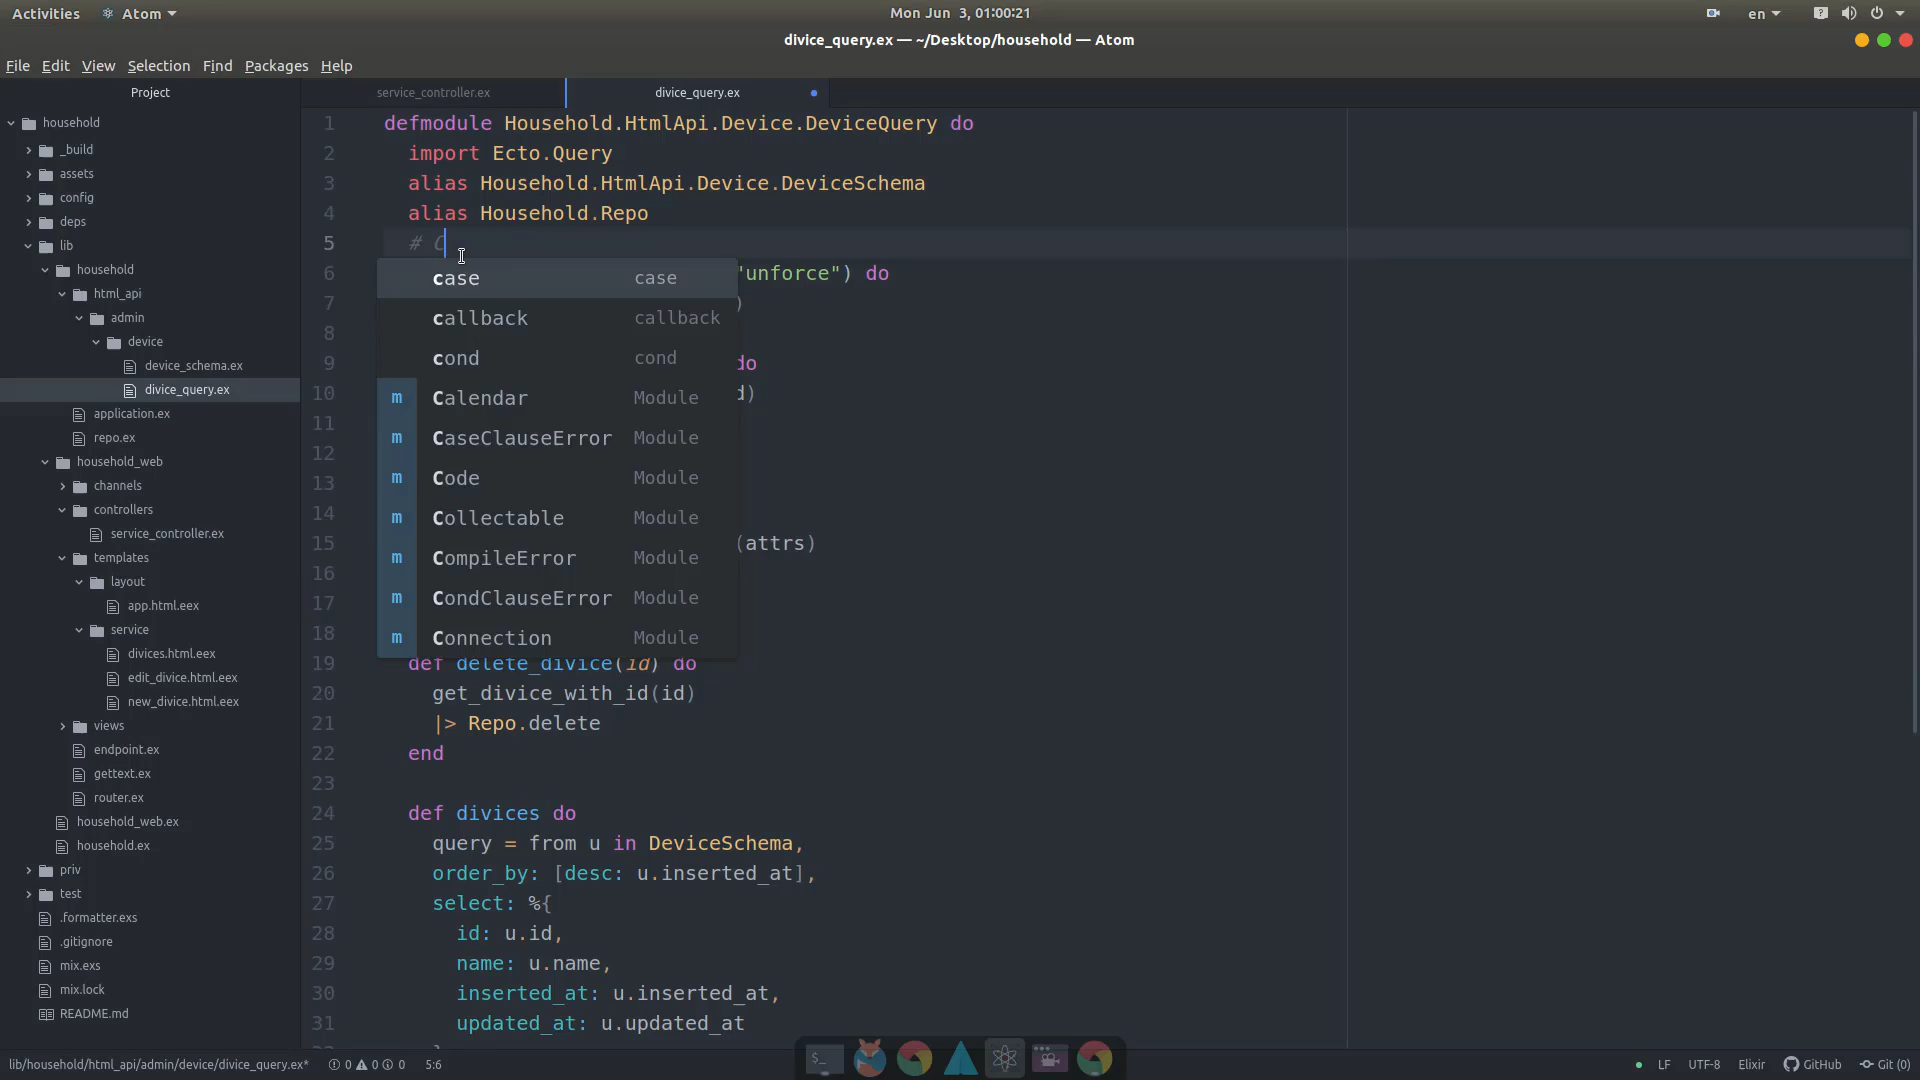 Activities Atom Mon Jun 3, 01:00:21 en
divice_query.ex — ~/Desktop/household — Atom
File Edit View Selection Find Packages Help
Project
household
_build
assets
config
deps
lib
household
html_api
admin
device
device_schema.ex
divice_query.ex
application.ex
repo.ex
household_web
channels
controllers
service_controller.ex
templates
layout
app.html.eex
service
divices.html.eex
edit_divice.html.eex
new_divice.html.eex
views
endpoint.ex
gettext.ex
router.ex
household_web.ex
household.ex
priv
test
.formatter.exs
.gitignore
mix.exs
mix.lock
README.md
service_controller.ex divice_query.ex
1 defmodule Household.HtmlApi.Device.DeviceQuery do
2 import Ecto.Query
3 alias Household.HtmlApi.Device.DeviceSchema
4 alias Household.Repo
5 # C
6 "unforce") do
7 )
8
9 do
10 d)
11
12
13
14
15 (attrs)
16
17
18
case case
callback callback
cond cond
m Calendar Module
m CaseClauseError Module
m Code Module
m Collectable Module
m CompileError Module
m CondClauseError Module
m Connection Module
19 def delete_divice(id) do
20 get_divice_with_id(id)
21 |> Repo.delete
22 end
23
24 def divices do
25 query = from u in DeviceSchema,
26 order_by: [desc: u.inserted_at],
27 select: %{
28 id: u.id,
29 name: u.name,
30 inserted_at: u.inserted_at,
31 updated_at: u.updated_at
lib/household/html_api/admin/device/divice_query.ex* 0 0 0 5:6 LF UTF-8 Elixir GitHub Git (0)